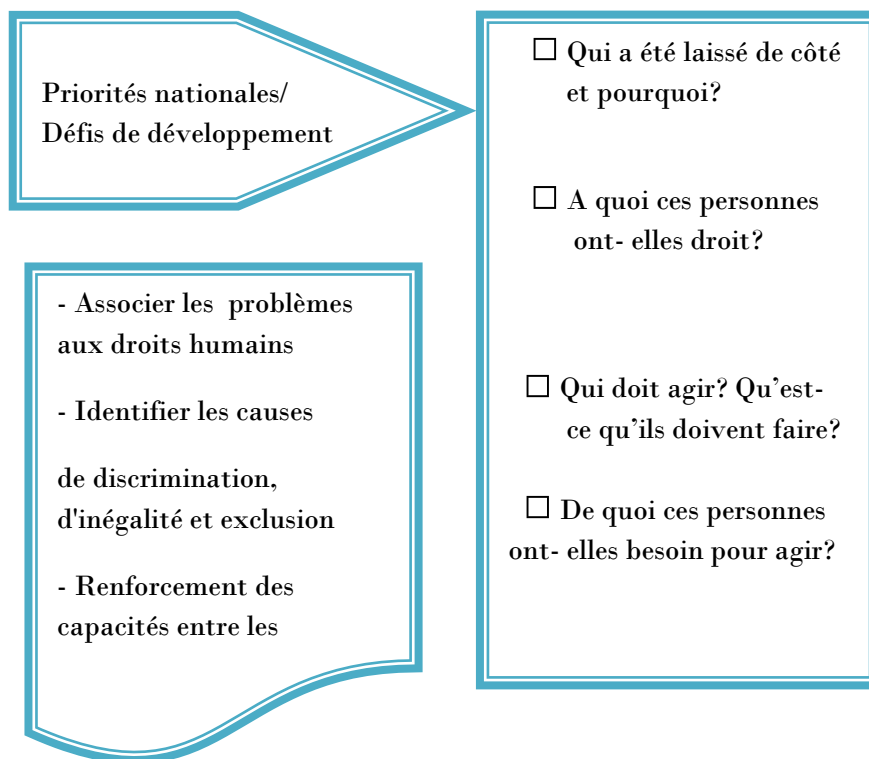 Priorités nationales/
Défis de développement
☐ Qui a été laissé de côté
et pourquoi?
☐ A quoi ces personnes
ont- elles droit?
☐ Qui doit agir? Qu’est-
ce qu’ils doivent faire?
☐ De quoi ces personnes
ont- elles besoin pour agir?
- Associer les problèmes
aux droits humains
- Identifier les causes
de discrimination,
d'inégalité et exclusion
- Renforcement des
capacités entre les